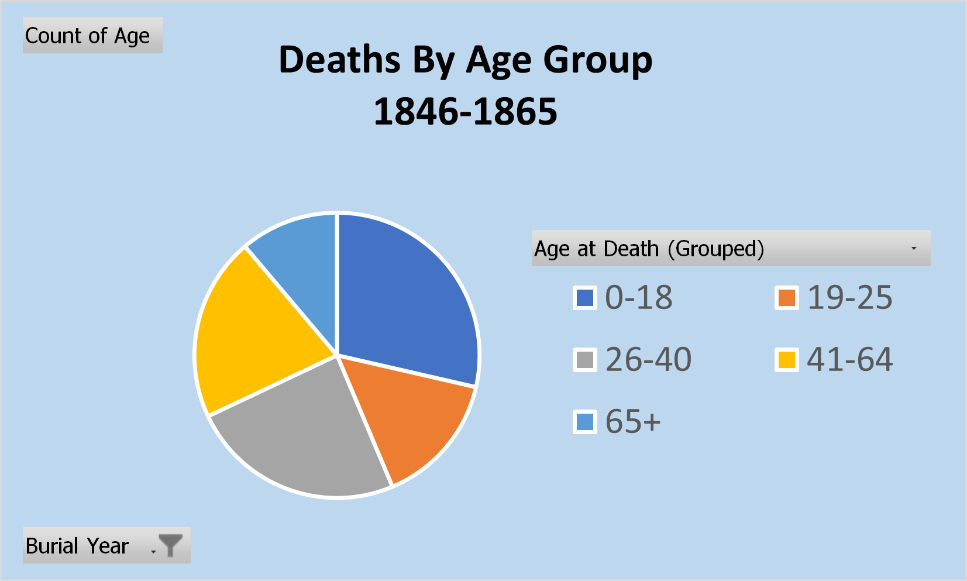 Count of Age
Deaths By Age Group
1846-1865
Age at Death (Grouped)
0-18
19-25
26-40
41-64
65+
Burial Year